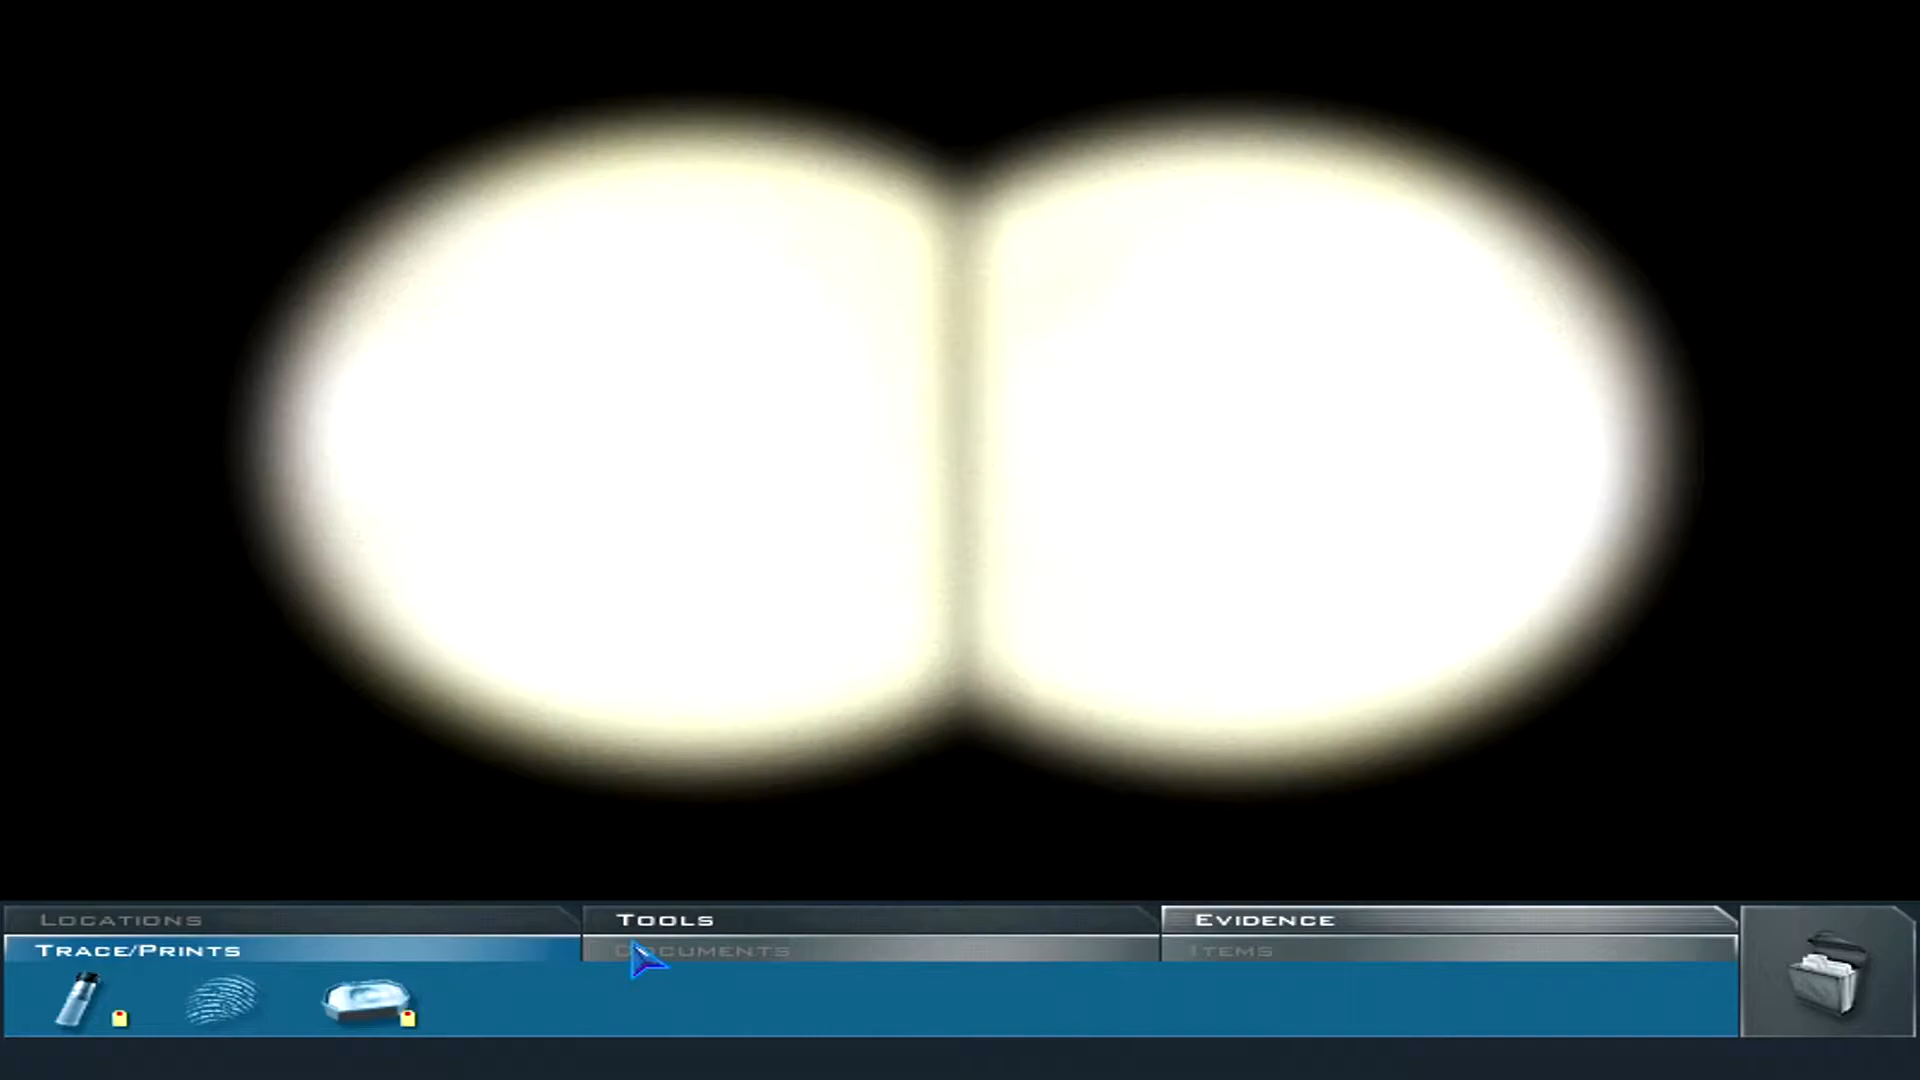 LOCATIONS
TOOLS
EVIDENCE
TRACE/PRINTS
DOCUMENTS
ITEMS